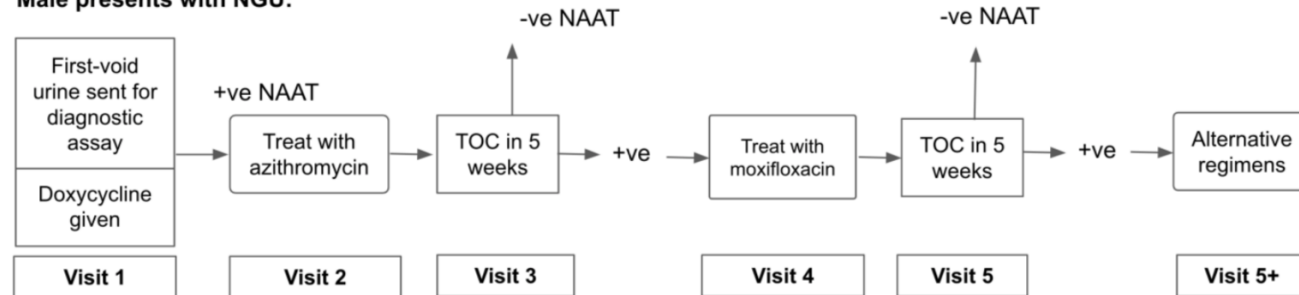 Male presents with NGU:
-ve NAAT
-ve NAAT
First-void
urine sent for
diagnostic
assay
Doxycycline
given
+ve NAAT
Treat with
azithromycin
TOC in 5
weeks
+ve
Treat with
moxifloxacin
TOC in 5
weeks
+ve
Alternative
regimens
Visit 1
Visit 2
Visit 3
Visit 4
Visit 5
Visit 5+